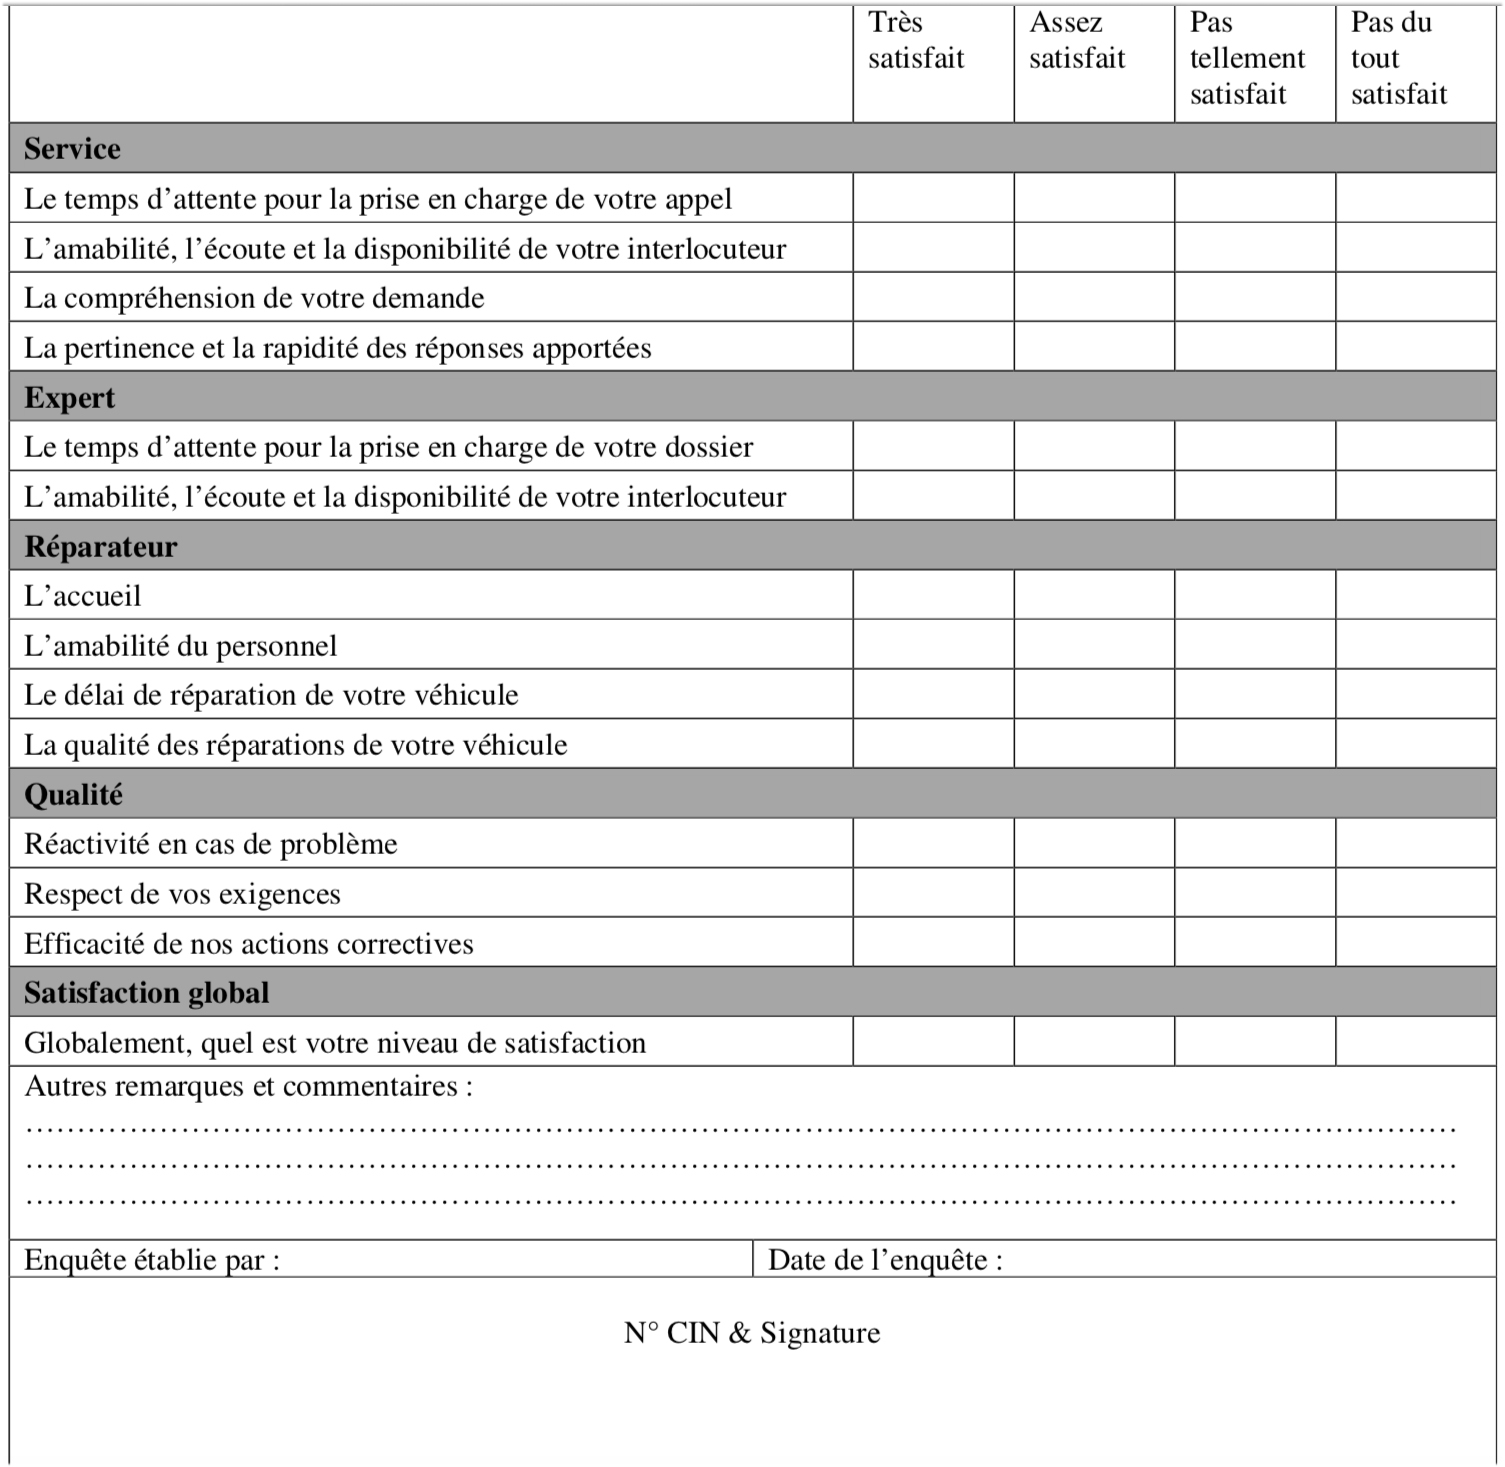 Très satisfait
Assez satisfait
Pas tellement satisfait
Pas du tout satisfait
Service
Le temps d’attente pour la prise en charge de votre appel
L’amabilité, l’écoute et la disponibilité de votre interlocuteur
La compréhension de votre demande
La pertinence et la rapidité des réponses apportées
Expert
Le temps d’attente pour la prise en charge de votre dossier
L’amabilité, l’écoute et la disponibilité de votre interlocuteur
Réparateur
L’accueil
L’amabilité du personnel
Le délai de réparation de votre véhicule
La qualité des réparations de votre véhicule
Qualité
Réactivité en cas de problème
Respect de vos exigences
Efficacité de nos actions correctives
Satisfaction global
Globalement, quel est votre niveau de satisfaction
Autres remarques et commentaires :
Enquête établie par :
Date de l’enquête :
N° CIN & Signature